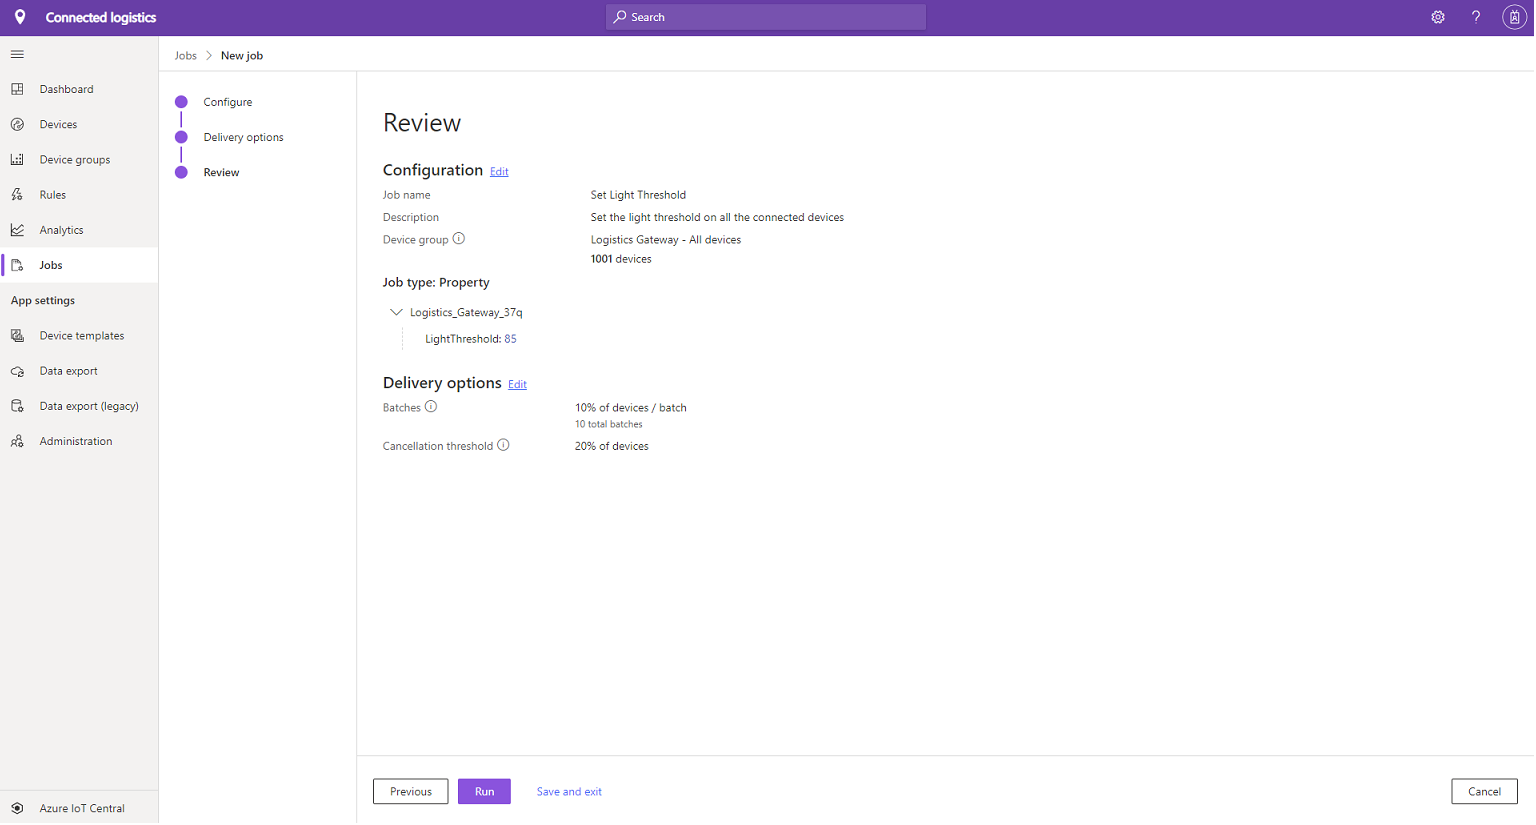 Connected logistics
Search
Jobs > New job
Dashboard
Devices
Device groups
Rules
Analytics
Jobs
App settings
Device templates
Data export
Data export (legacy)
Administration
Azure IoT Central
Configure
Delivery options
Review
Review
Configuration Edit
Job name Set Light Threshold
Description Set the light threshold on all the connected devices
Device group Logistics Gateway - All devices
1001 devices
Job type: Property
Logistics_Gateway_37q
LightThreshold: 85
Delivery options Edit
Batches 10% of devices / batch
10 total batches
Cancellation threshold 20% of devices
Previous Run Save and exit Cancel